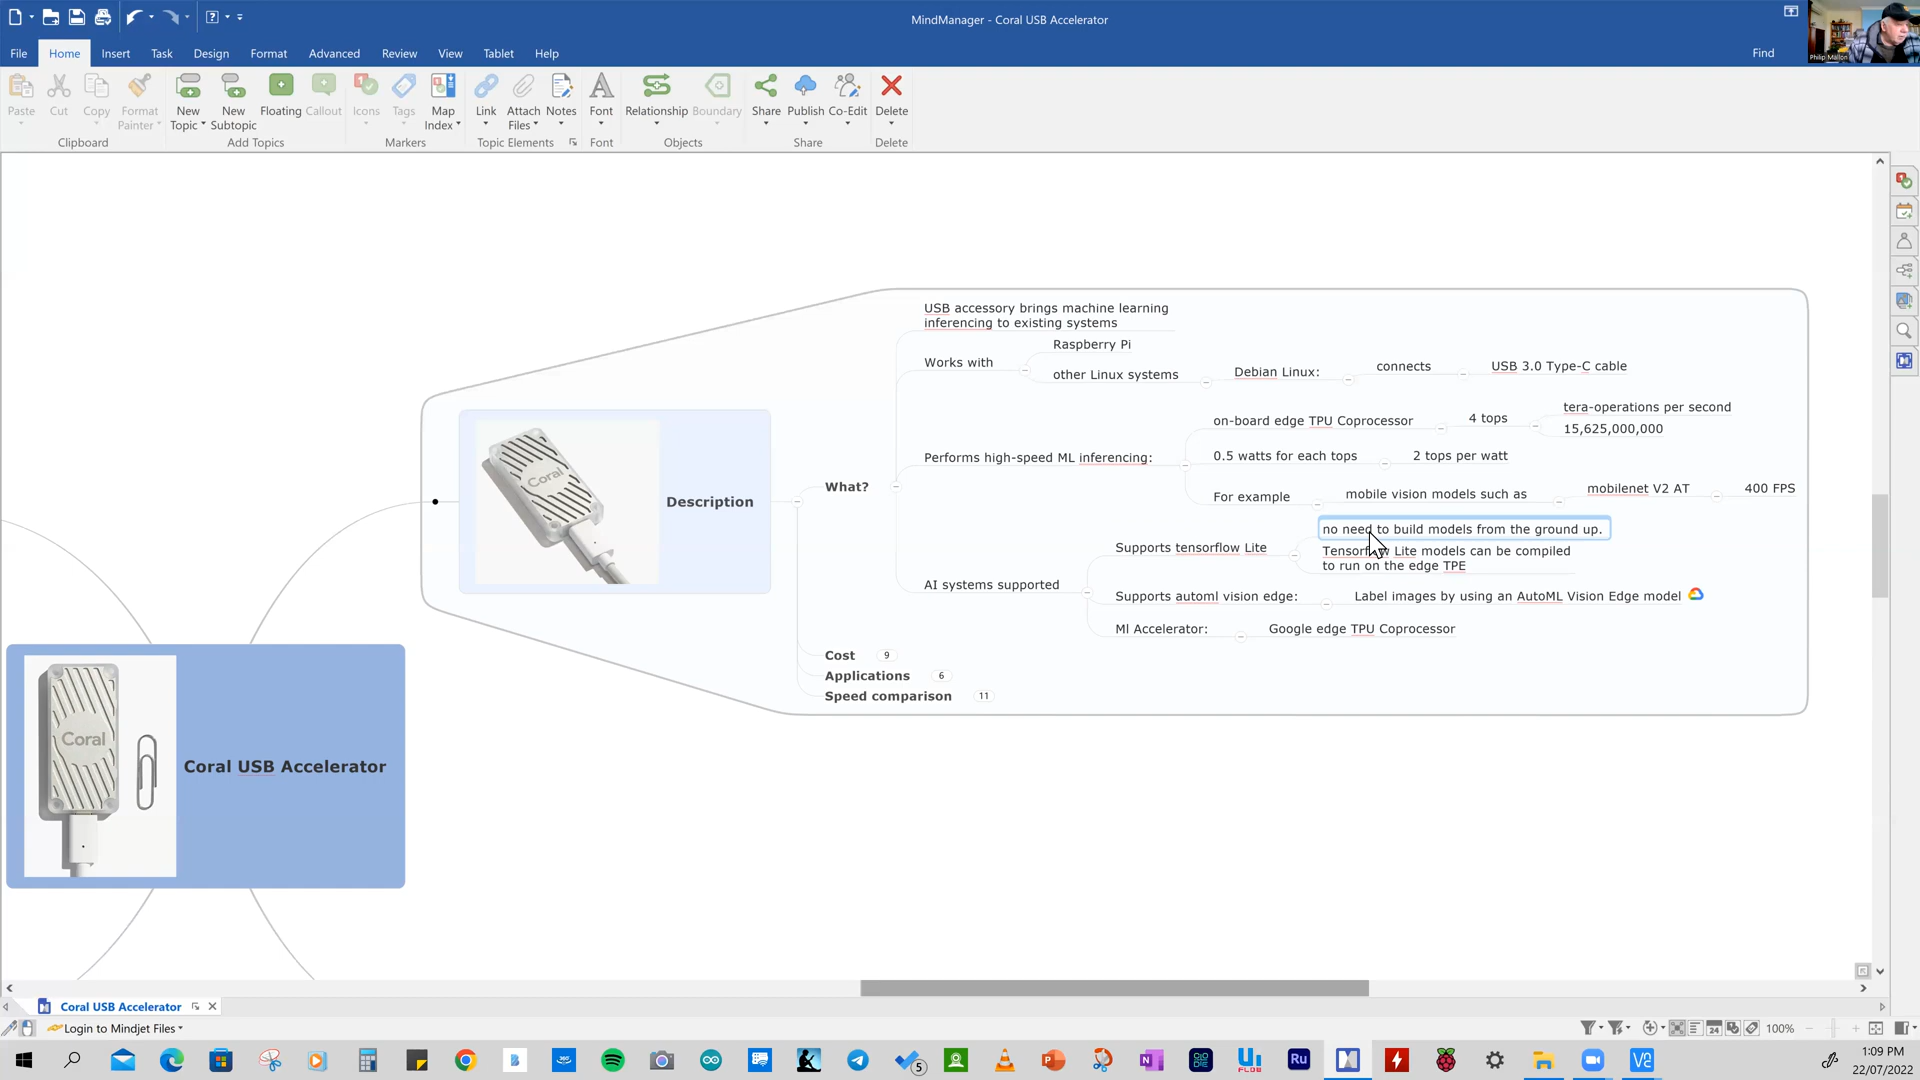 MindManager - Coral USB Accelerator
Philip Mallon
File Home Insert Task Design Format Advanced Review View Tablet Help
Find
Paste Cut Copy Format Painter
New Topic New Subtopic Floating Callout
Icons Tags Map Index
Link Attach Files Notes
Font
Relationship Boundary
Share Publish Co-Edit
Delete
Clipboard Add Topics Markers Topic Elements Font Objects Share Delete
USB accessory brings machine learning
inferencing to existing systems
Works with
Raspberry Pi
other Linux systems
Debian Linux:
connects
USB 3.0 Type-C cable
Performs high-speed ML inferencing:
on-board edge TPU Coprocessor
4 tops
tera-operations per second
15,625,000,000
0.5 watts for each tops
2 tops per watt
For example
mobile vision models such as
mobilenet V2 AT
400 FPS
Coral
Description
What?
AI systems supported
Supports tensorflow Lite
no need to build models from the ground up.
Tensorflow Lite models can be compiled
to run on the edge TPE
Supports automl vision edge:
Label images by using an AutoML Vision Edge model
Ml Accelerator:
Google edge TPU Coprocessor
Cost 9
Applications 6
Speed comparison 11
Coral
Coral USB Accelerator
Coral USB Accelerator
Login to Mindjet Files
24
100%
5
Ru
1:09 PM
22/07/2022